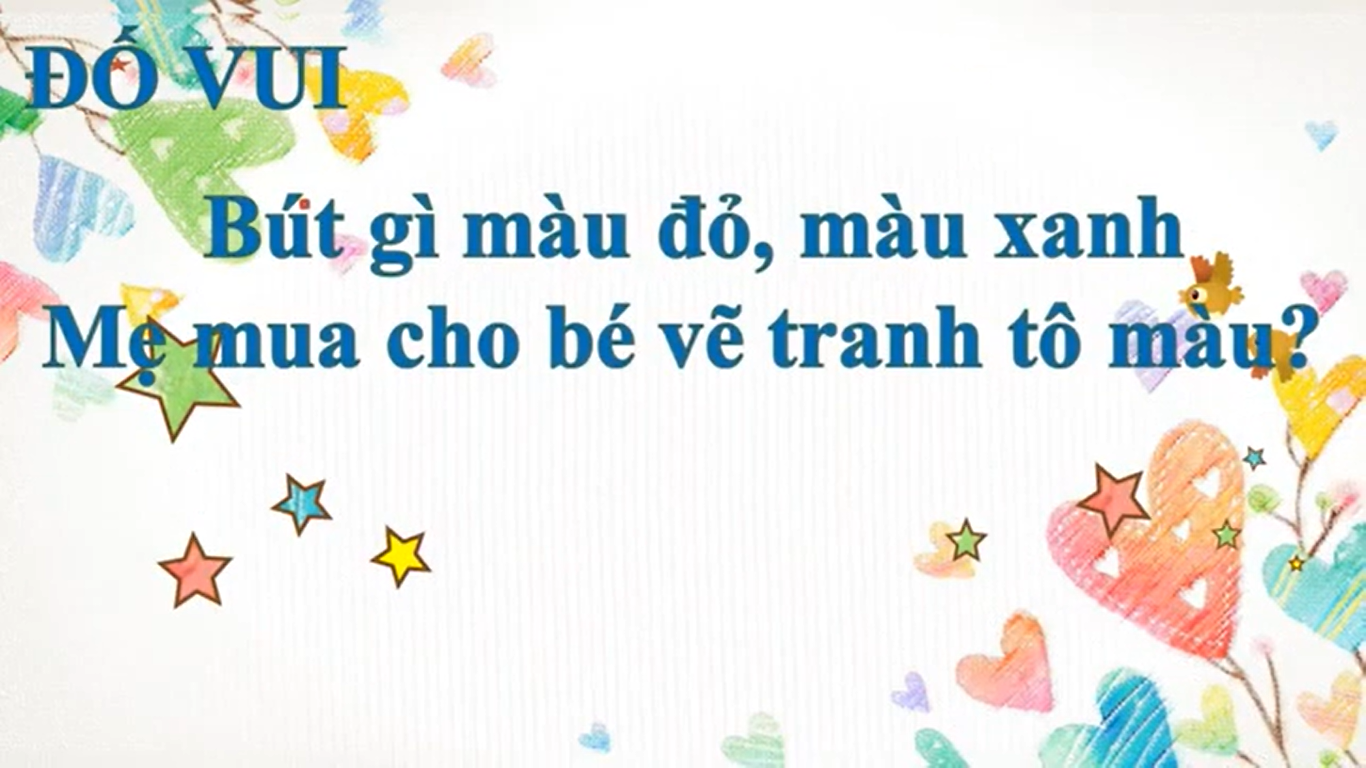 ĐỐ VUI
Bút gì màu đỏ, màu xanh
Mẹ mua cho bé vẽ tranh tô màu?